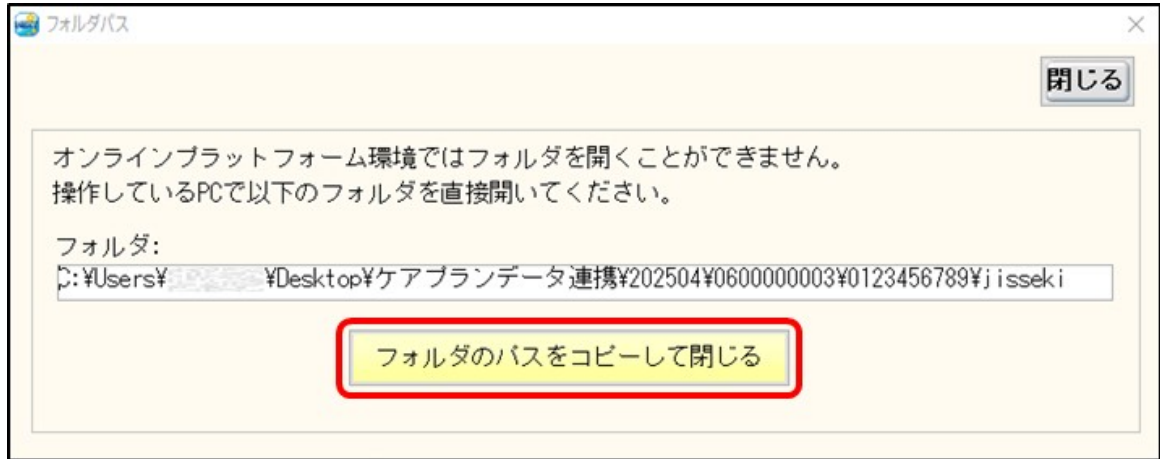 フォルダパス
閉じる
オンラインプラットフォーム環境ではフォルダを開くことができません。
操作しているPCで以下のフォルダを直接開いてください。
フォルダ:
C:¥Users¥ ¥Desktop¥ケアプランデータ連携¥202504¥0600000003¥0123456789¥jisseki
フォルダのパスをコピーして閉じる